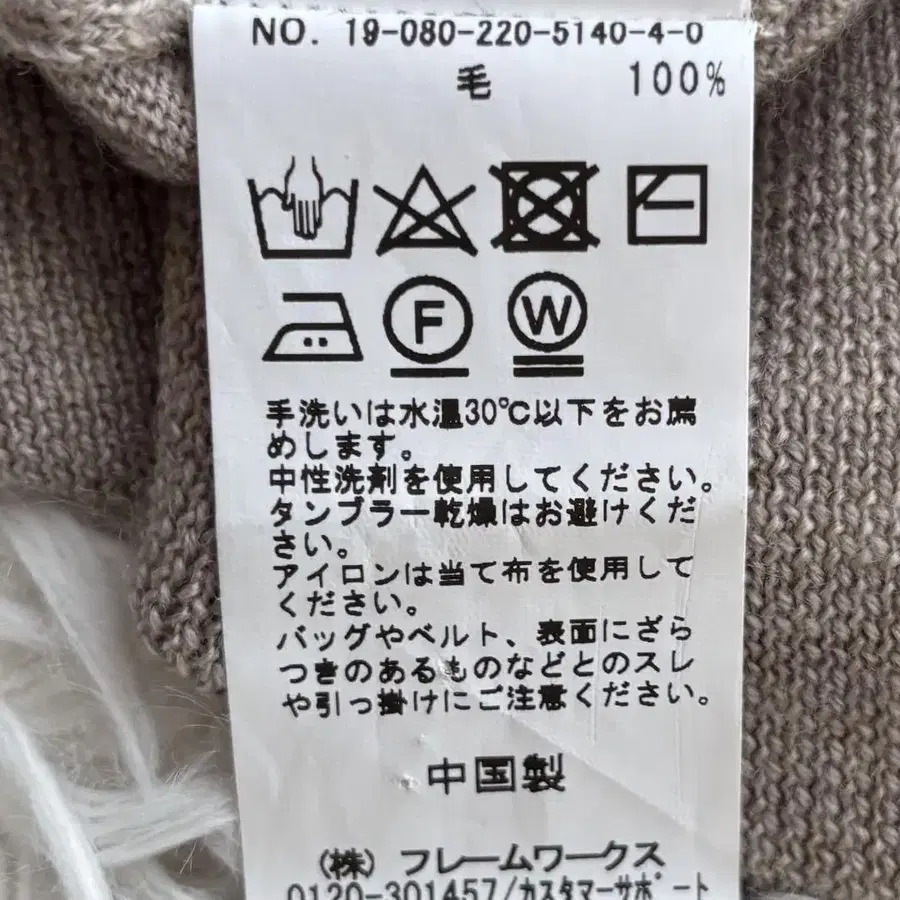 NO. 19-080-220-5140-4-0
毛 100%
F W
手洗いは水温30℃以下をお薦
めします。
中性洗剤を使用してください。
タンブラー乾燥はお避けくだ
さい。
アイロンは当て布を使用して
ください。
バッグやベルト、表面にざら
つきのあるものなどとのスレ
や引っ掛けにご注意ください。
中国製
(株) フレームワークス
0120-301457/カスタマーサポート